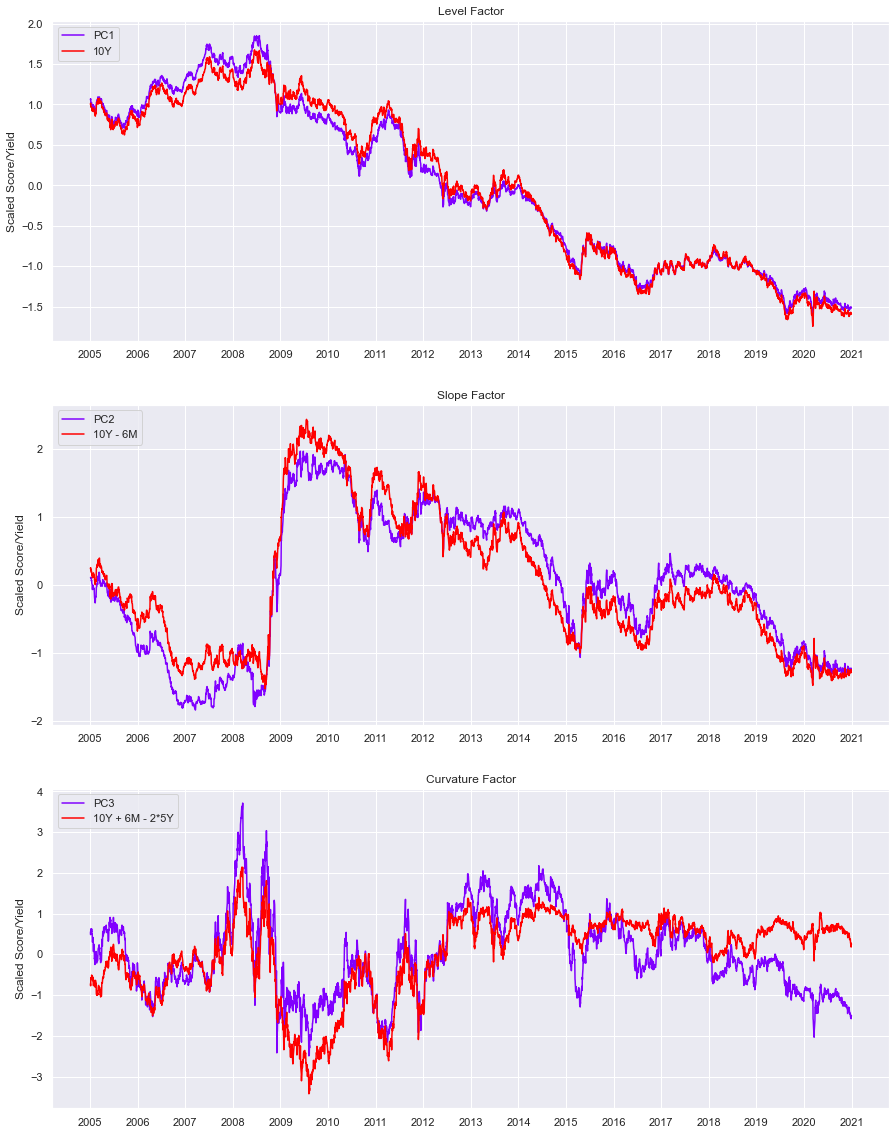 Level Factor
PC1
10Y
Scaled Score/Yield
2.0
1.5
1.0
0.5
0.0
−0.5
−1.0
−1.5
2005 2006 2007 2008 2009 2010 2011 2012 2013 2014 2015 2016 2017 2018 2019 2020 2021
Slope Factor
PC2
10Y - 6M
Scaled Score/Yield
2
1
0
−1
−2
2005 2006 2007 2008 2009 2010 2011 2012 2013 2014 2015 2016 2017 2018 2019 2020 2021
Curvature Factor
PC3
10Y + 6M - 2*5Y
Scaled Score/Yield
4
3
2
1
0
−1
−2
−3
2005 2006 2007 2008 2009 2010 2011 2012 2013 2014 2015 2016 2017 2018 2019 2020 2021